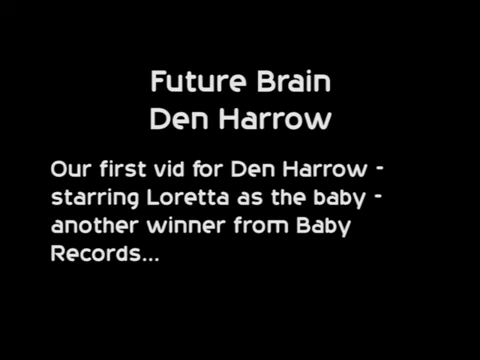 Future Brain
Den Harrow
Our first vid for Den Harrow -
starring Loretta as the baby -
another winner from Baby
Records...